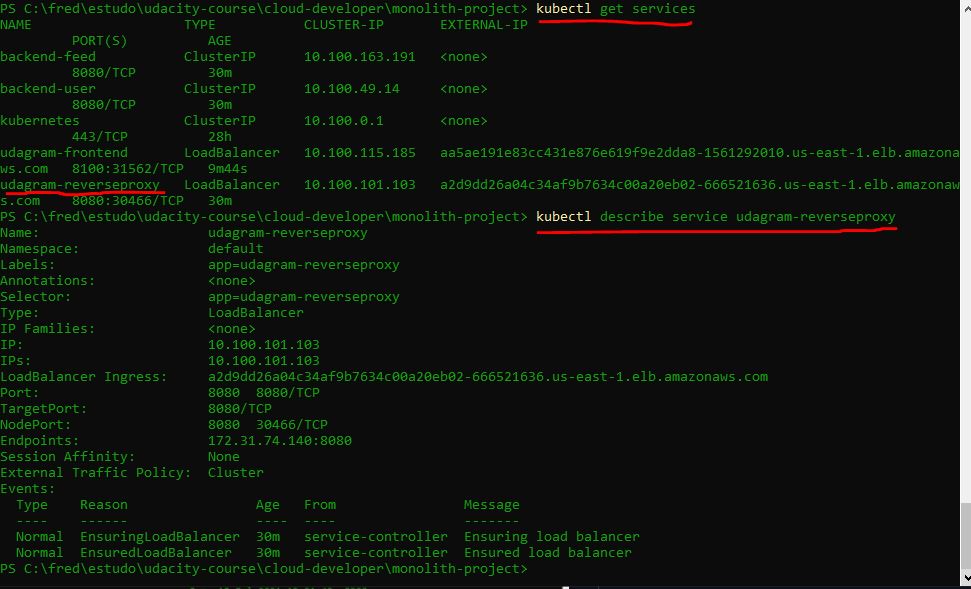 PS C:\fred\estudo\udacity-course\cloud-developer\monolith-project> kubectl get services
NAME TYPE CLUSTER-IP EXTERNAL-IP
PORT(S) AGE
backend-feed ClusterIP 10.100.163.191 <none>
8080/TCP 30m
backend-user ClusterIP 10.100.49.14 <none>
8080/TCP 30m
kubernetes ClusterIP 10.100.0.1 <none>
443/TCP 28h
udagram-frontend LoadBalancer 10.100.115.185 aa5ae191e83cc431e876e619f9e2dda8-1561292010.us-east-1.elb.amazona
ws.com 8100:31562/TCP 9m44s
udagram-reverseproxy LoadBalancer 10.100.101.103 a2d9dd26a04c34af9b7634c00a20eb02-666521636.us-east-1.elb.amazonaw
s.com 8080:30466/TCP 30m
PS C:\fred\estudo\udacity-course\cloud-developer\monolith-project> kubectl describe service udagram-reverseproxy
Name: udagram-reverseproxy
Namespace: default
Labels: app=udagram-reverseproxy
Annotations: <none>
Selector: app=udagram-reverseproxy
Type: LoadBalancer
IP Families: <none>
IP: 10.100.101.103
IPs: 10.100.101.103
LoadBalancer Ingress: a2d9dd26a04c34af9b7634c00a20eb02-666521636.us-east-1.elb.amazonaws.com
Port: 8080 8080/TCP
TargetPort: 8080/TCP
NodePort: 8080 30466/TCP
Endpoints: 172.31.74.140:8080
Session Affinity: None
External Traffic Policy: Cluster
Events:
Type Reason Age From Message
---- ------ ---- ---- -------
Normal EnsuringLoadBalancer 30m service-controller Ensuring load balancer
Normal EnsuredLoadBalancer 30m service-controller Ensured load balancer
PS C:\fred\estudo\udacity-course\cloud-developer\monolith-project>